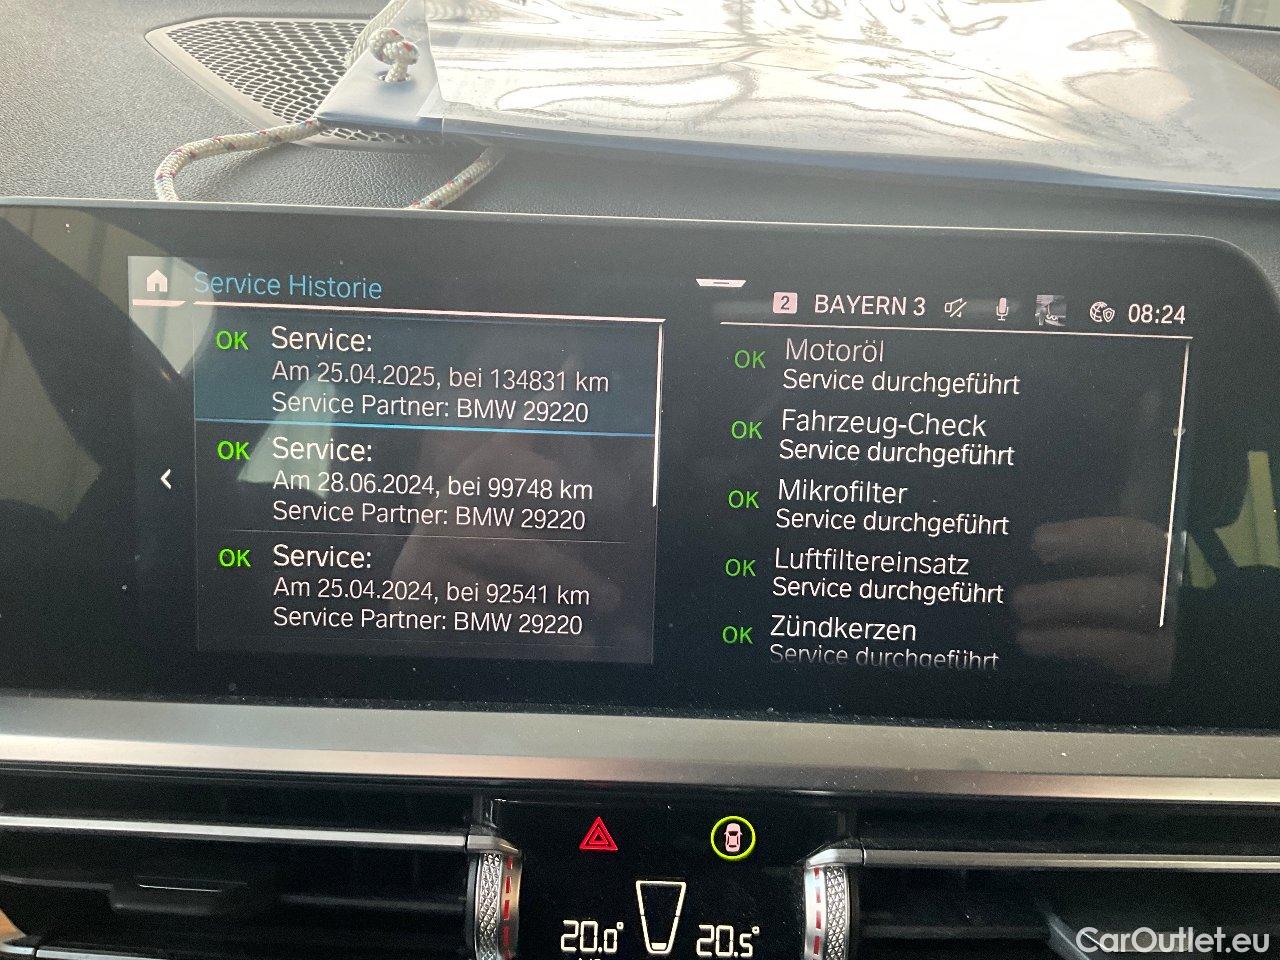 Service Historie
2 BAYERN 3 08:24
OK Service:
Am 25.04.2025, bei 134831 km
Service Partner: BMW 29220
OK Service:
Am 28.06.2024, bei 99748 km
Service Partner: BMW 29220
OK Service:
Am 25.04.2024, bei 92541 km
Service Partner: BMW 29220
OK Motoröl
Service durchgeführt
OK Fahrzeug-Check
Service durchgeführt
OK Mikrofilter
Service durchgeführt
OK Luftfiltereinsatz
Service durchgeführt
OK Zündkerzen
Service durchgeführt
20.0° 20.5°
CarOutlet.eu